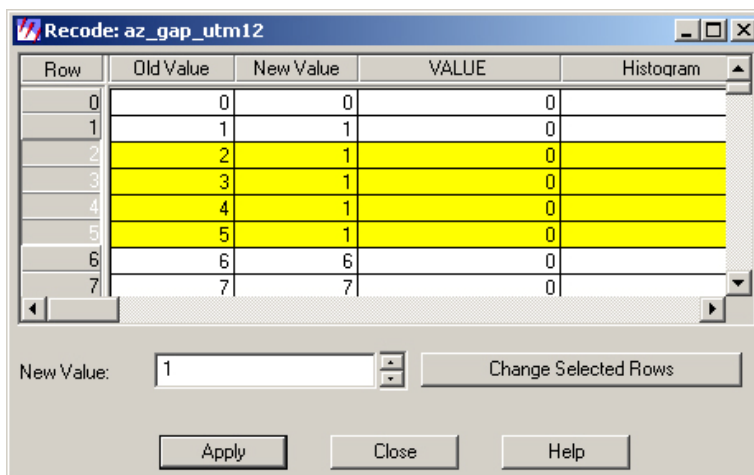 Recode: az_gap_utm12
Row Old Value New Value VALUE Histogram
0 0 0 0
1 1 1 0
2 2 1 0
3 3 1 0
4 4 1 0
5 5 1 0
6 6 6 0
7 7 7 0
New Value: 1 Change Selected Rows
Apply Close Help